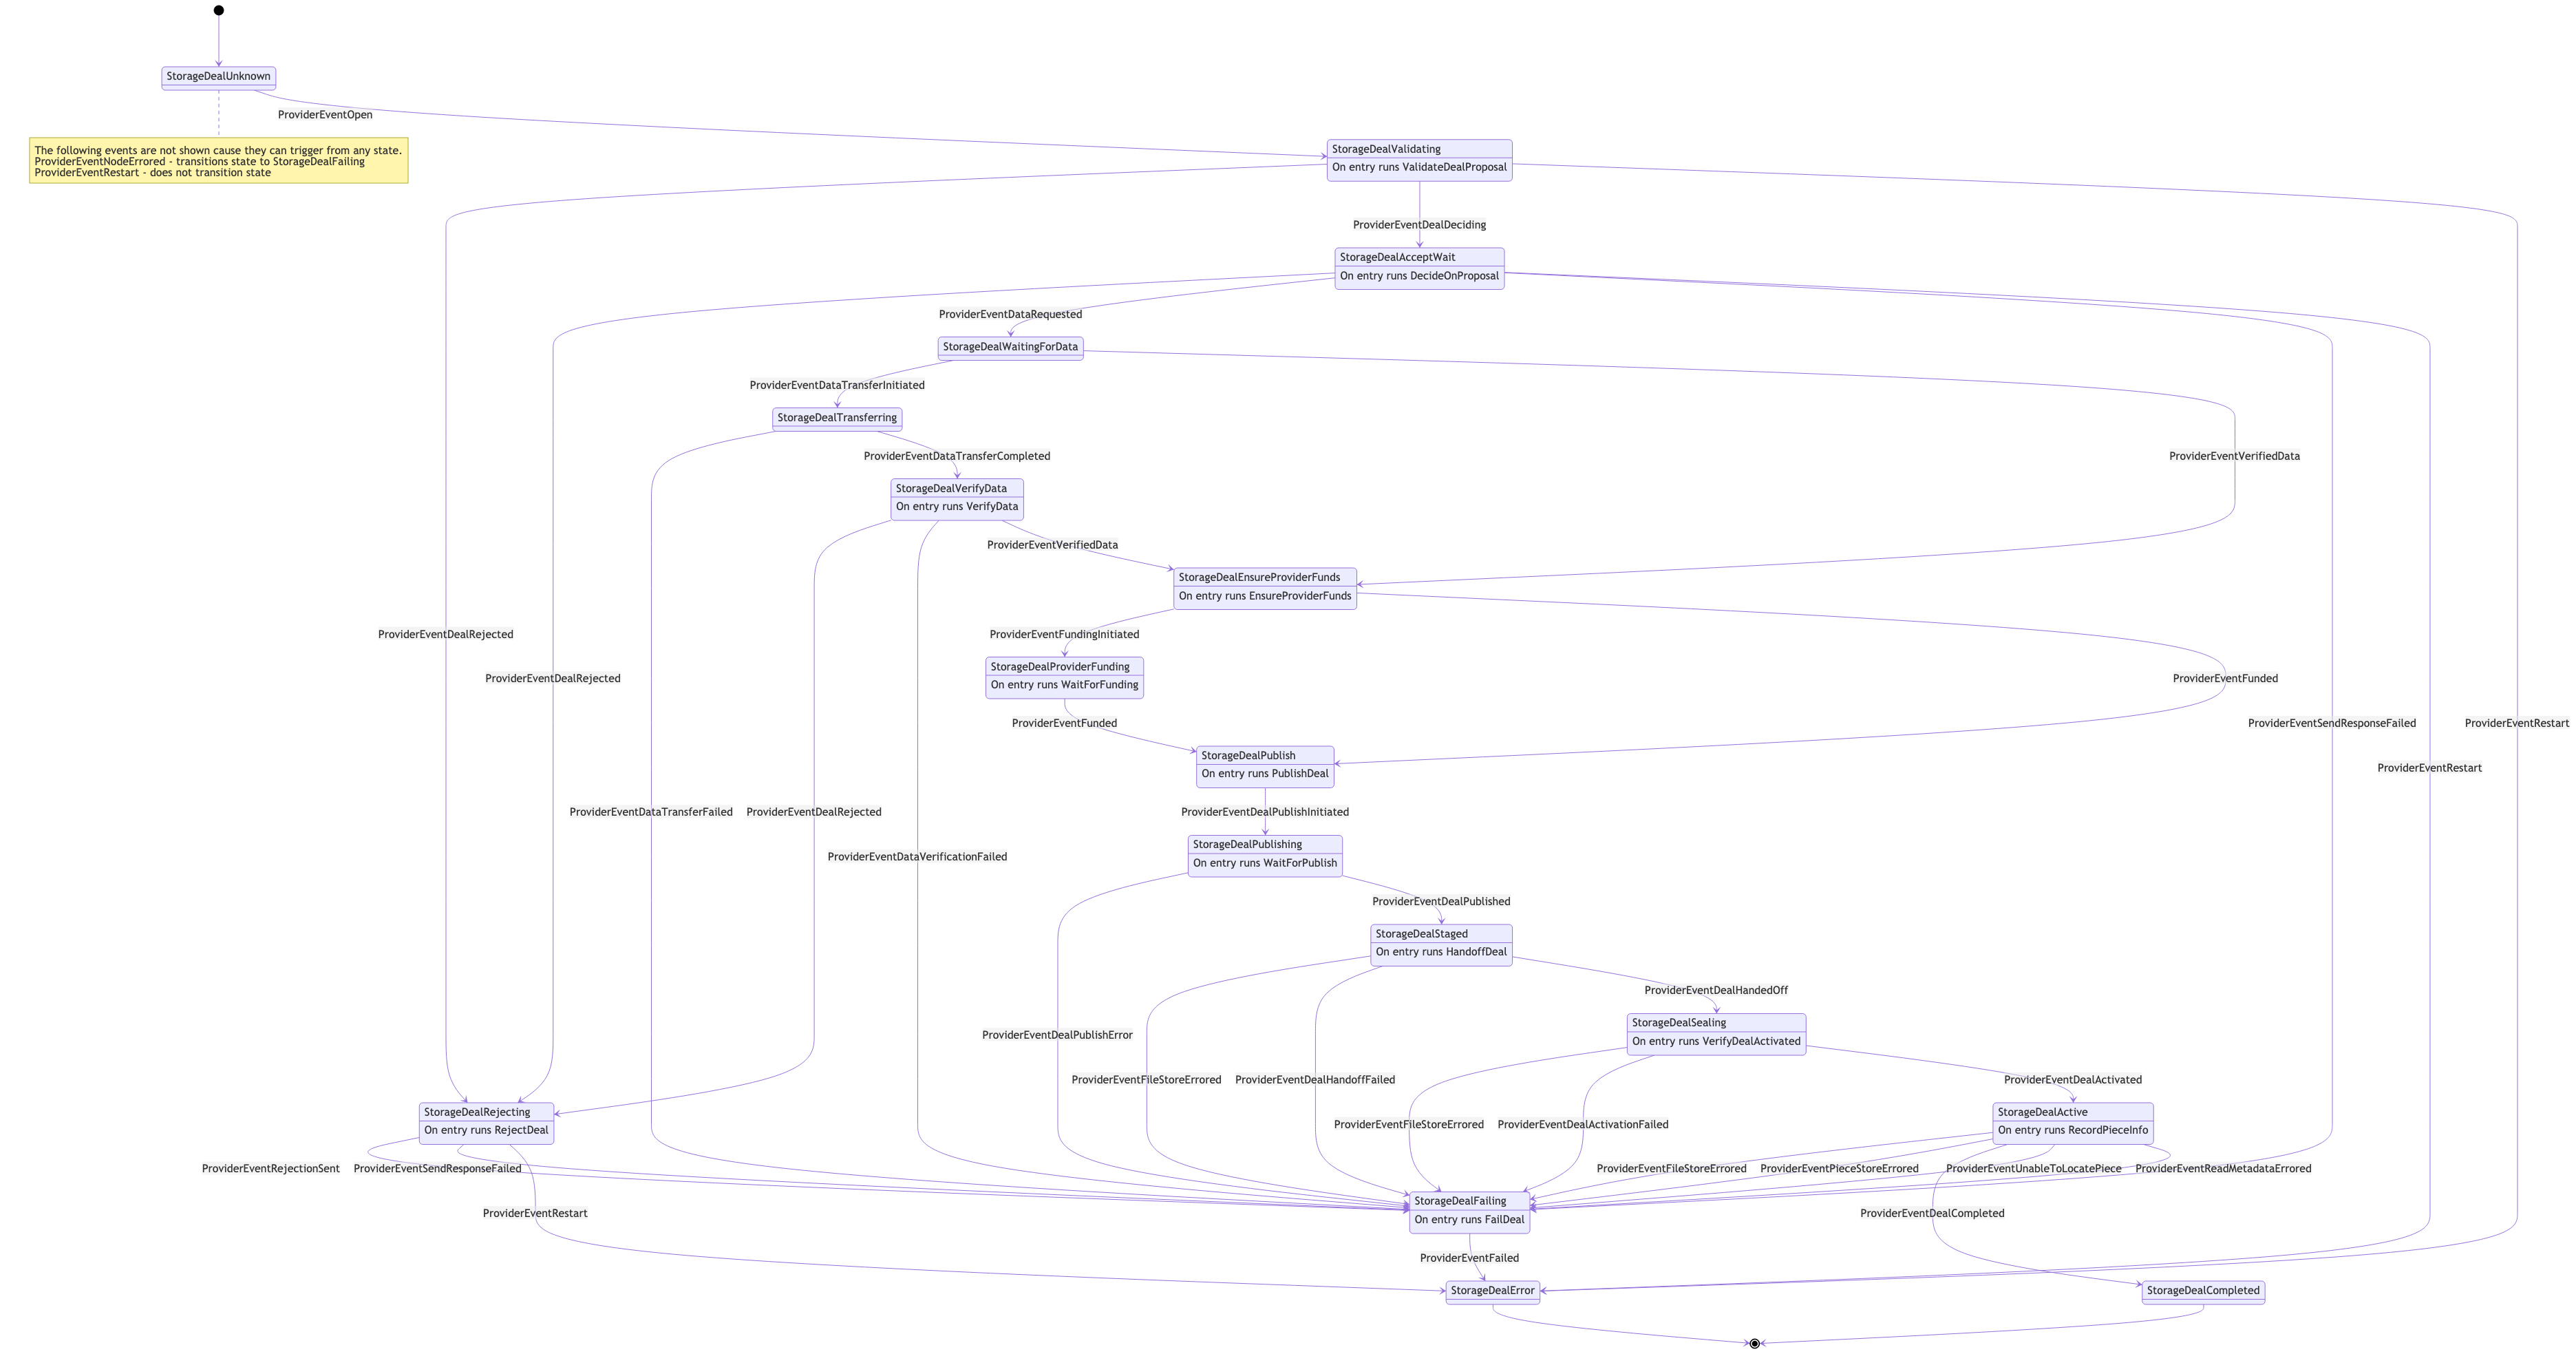 StorageDealUnknown
ProviderEventOpen
The following events are not shown cause they can trigger from any state.
ProviderEventNodeErrored - transitions state to StorageDealFailing
ProviderEventRestart - does not transition state
StorageDealValidating
On entry runs ValidateDealProposal
ProviderEventDealDeciding
StorageDealAcceptWait
On entry runs DecideOnProposal
ProviderEventDataRequested
StorageDealWaitingForData
ProviderEventDataTransferInitiated
StorageDealTransferring
ProviderEventDataTransferCompleted
ProviderEventVerifiedData
StorageDealVerifyData
On entry runs VerifyData
ProviderEventVerifiedData
StorageDealEnsureProviderFunds
On entry runs EnsureProviderFunds
ProviderEventDealRejected
ProviderEventFundingInitiated
StorageDealProviderFunding
On entry runs WaitForFunding
ProviderEventDealRejected
ProviderEventFunded
ProviderEventFunded
ProviderEventSendResponseFailed
ProviderEventRestart
StorageDealPublish
On entry runs PublishDeal
ProviderEventRestart
ProviderEventDataTransferFailed
ProviderEventDealRejected
ProviderEventDealPublishInitiated
StorageDealPublishing
On entry runs WaitForPublish
ProviderEventDataVerificationFailed
ProviderEventDealPublished
StorageDealStaged
On entry runs HandoffDeal
ProviderEventDealHandedOff
StorageDealSealing
On entry runs VerifyDealActivated
ProviderEventDealPublishError
ProviderEventFileStoreErrored
ProviderEventDealHandoffFailed
ProviderEventDealActivated
StorageDealRejecting
On entry runs RejectDeal
ProviderEventFileStoreErrored
ProviderEventDealActivationFailed
StorageDealActive
On entry runs RecordPieceInfo
ProviderEventRejectionSent
ProviderEventSendResponseFailed
ProviderEventFileStoreErrored
ProviderEventPieceStoreErrored
ProviderEventUnableToLocatePiece
ProviderEventReadMetadataErrored
StorageDealFailing
On entry runs FailDeal
ProviderEventRestart
ProviderEventDealCompleted
ProviderEventFailed
StorageDealError
StorageDealCompleted